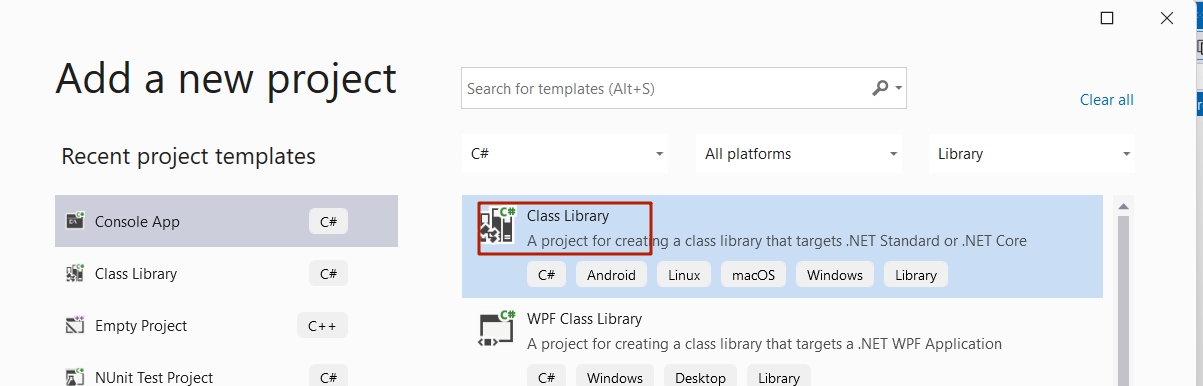 Add a new project
Search for templates (Alt+S)
Clear all
Recent project templates
C#
All platforms
Library
Console App
C#
Class Library
C#
Empty Project
C++
NUnit Test Project
C#
C#
Class Library
A project for creating a class library that targets .NET Standard or .NET Core
C# Android Linux macOS Windows Library
C#
WPF Class Library
A project for creating a class library that targets a .NET WPF Application
C# Windows Desktop Library